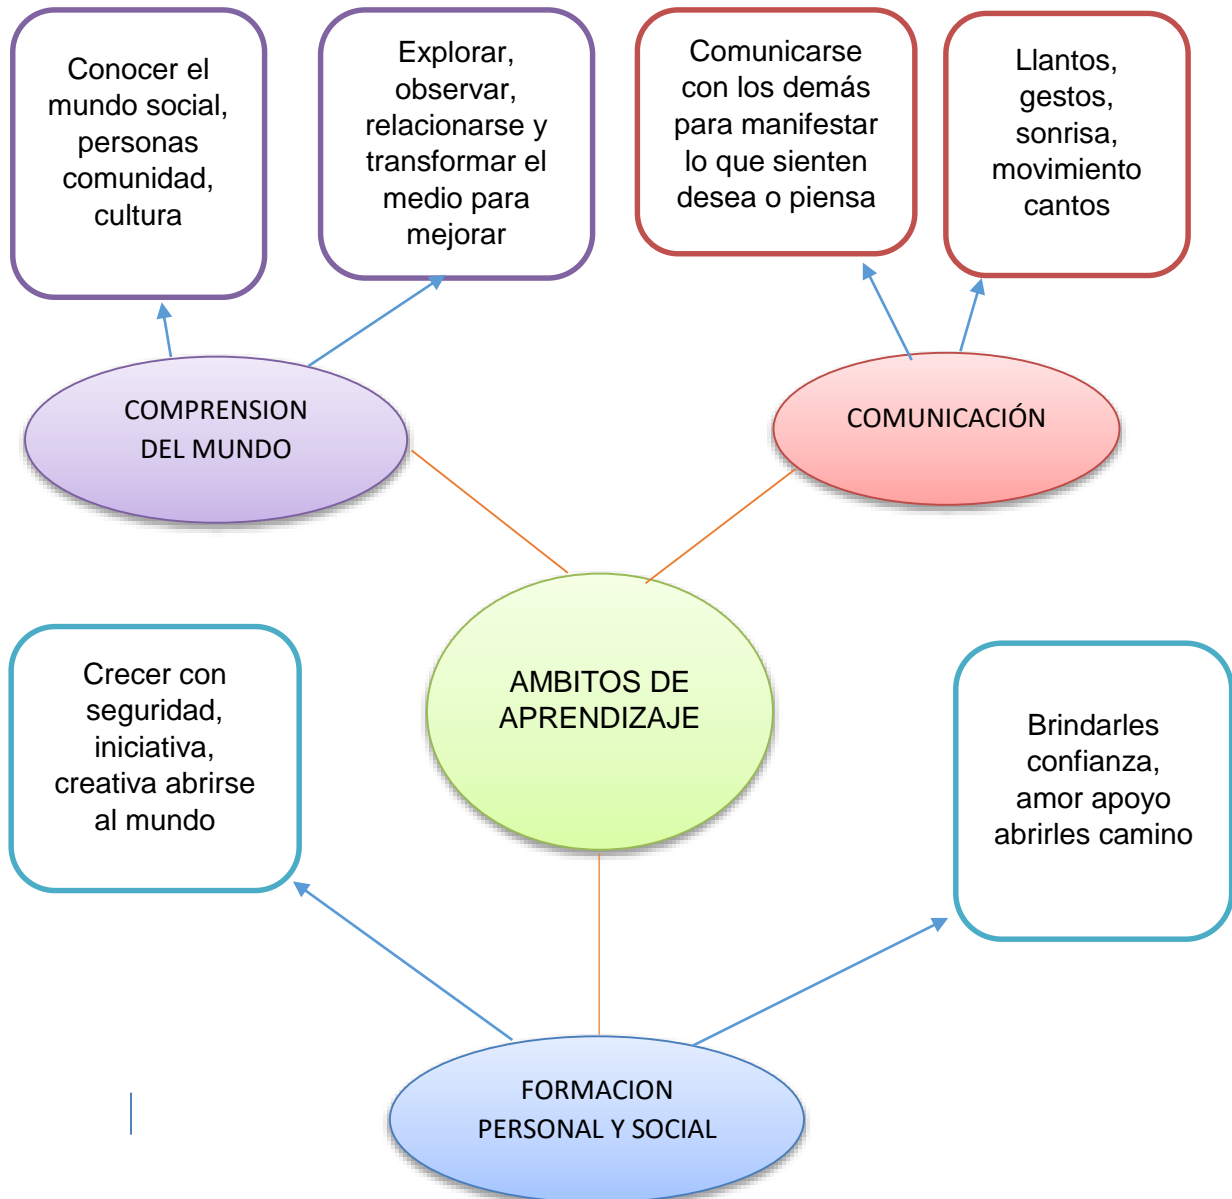 Conocer el
mundo social,
personas
comunidad,
cultura
Explorar,
observar,
relacionarse y
transformar el
medio para
mejorar
Comunicarse
con los demás
para manifestar
lo que sienten
desea o piensa
Llantos,
gestos,
sonrisa,
movimiento
cantos
COMPRENSION
DEL MUNDO
COMUNICACIÓN
AMBITOS DE
APRENDIZAJE
Crecer con
seguridad,
iniciativa,
creativa abrirse
al mundo
Brindarles
confianza,
amor apoyo
abrirles camino
FORMACION
PERSONAL Y SOCIAL